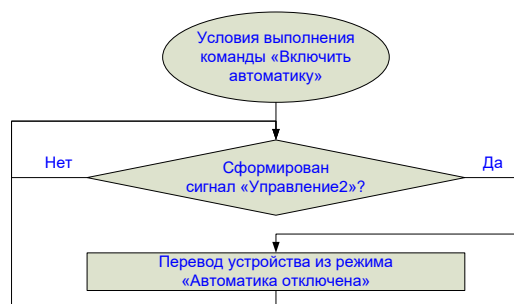 Условия выполнения
команды «Включить
автоматику»
Нет
Сформирован
сигнал «Управление2»?
Да
Перевод устройства из режима
«Автоматика отключена»